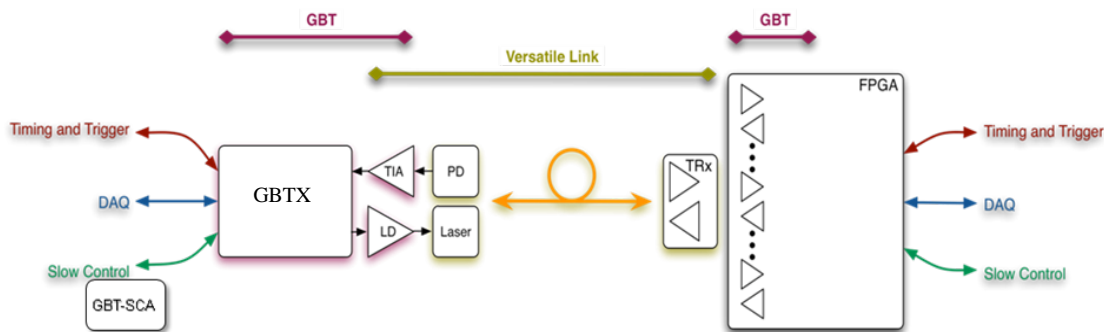 GBT
GBT
Versatile Link
FPGA
Timing and Trigger
DAQ
Slow Control
GBT-SCA
GBTX
TIA
PD
LD
Laser
TRx
Timing and Trigger
DAQ
Slow Control